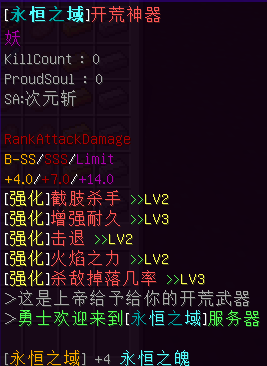 [永恒之域]开荒神器
妖
KillCount : 0
ProudSoul : 0
SA:次元斩
RankAttackDamage
B-SS/SSS/Limit
+4.0/+7.0/+14.0
[强化]截肢杀手 >>LV2
[强化]增强耐久 >>LV3
[强化]击退 >>LV2
[强化]火焰之力 >>LV2
[强化]杀敌掉落几率 >>LV3
>这是上帝给予给你的开荒武器
>勇士欢迎来到[永恒之域]服务器
[永恒之域] +4 永恒之魄